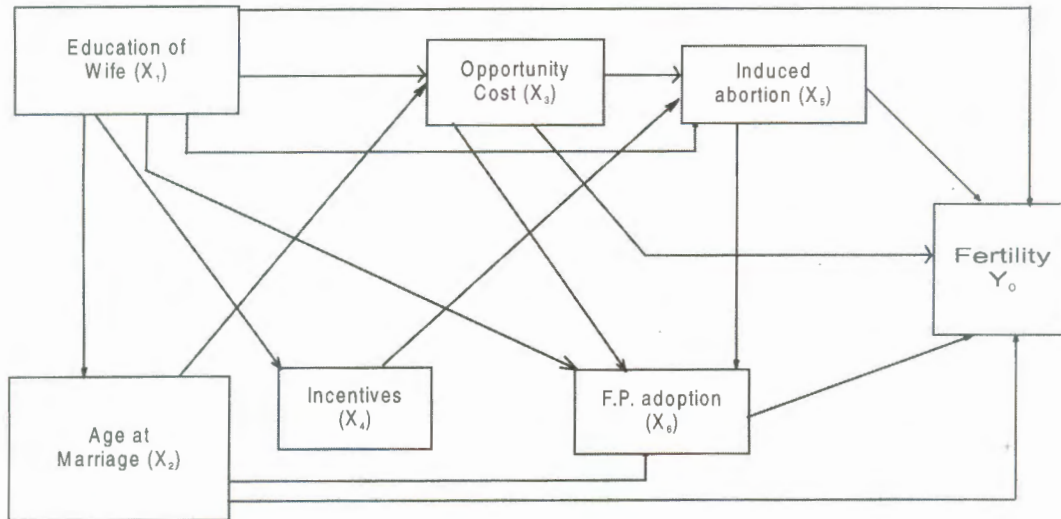 Education of
Wife (X₁)
Opportunity
Cost (X₃)
Induced
abortion (X₅)
Fertility
Y₀
Age at
Marriage (X₂)
Incentives
(X₄)
F.P. adoption
(X₆)